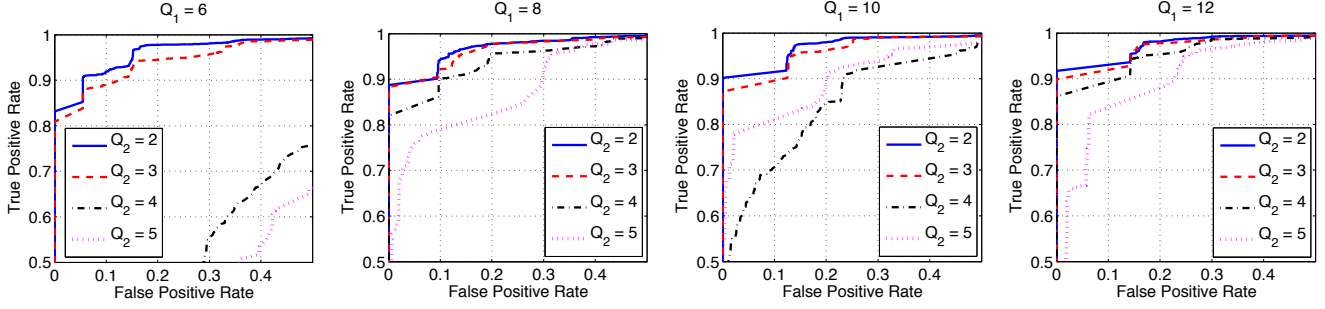 Q1 = 6
True Positive Rate
1
0.9
0.8
0.7
0.6
0.5
Q2 = 2
Q2 = 3
Q2 = 4
Q2 = 5
0 0.1 0.2 0.3 0.4
False Positive Rate
Q1 = 8
True Positive Rate
1
0.9
0.8
0.7
0.6
0.5
Q2 = 2
Q2 = 3
Q2 = 4
Q2 = 5
0 0.1 0.2 0.3 0.4
False Positive Rate
Q1 = 10
True Positive Rate
1
0.9
0.8
0.7
0.6
0.5
Q2 = 2
Q2 = 3
Q2 = 4
Q2 = 5
0 0.1 0.2 0.3 0.4
False Positive Rate
Q1 = 12
True Positive Rate
1
0.9
0.8
0.7
0.6
0.5
Q2 = 2
Q2 = 3
Q2 = 4
Q2 = 5
0 0.1 0.2 0.3 0.4
False Positive Rate